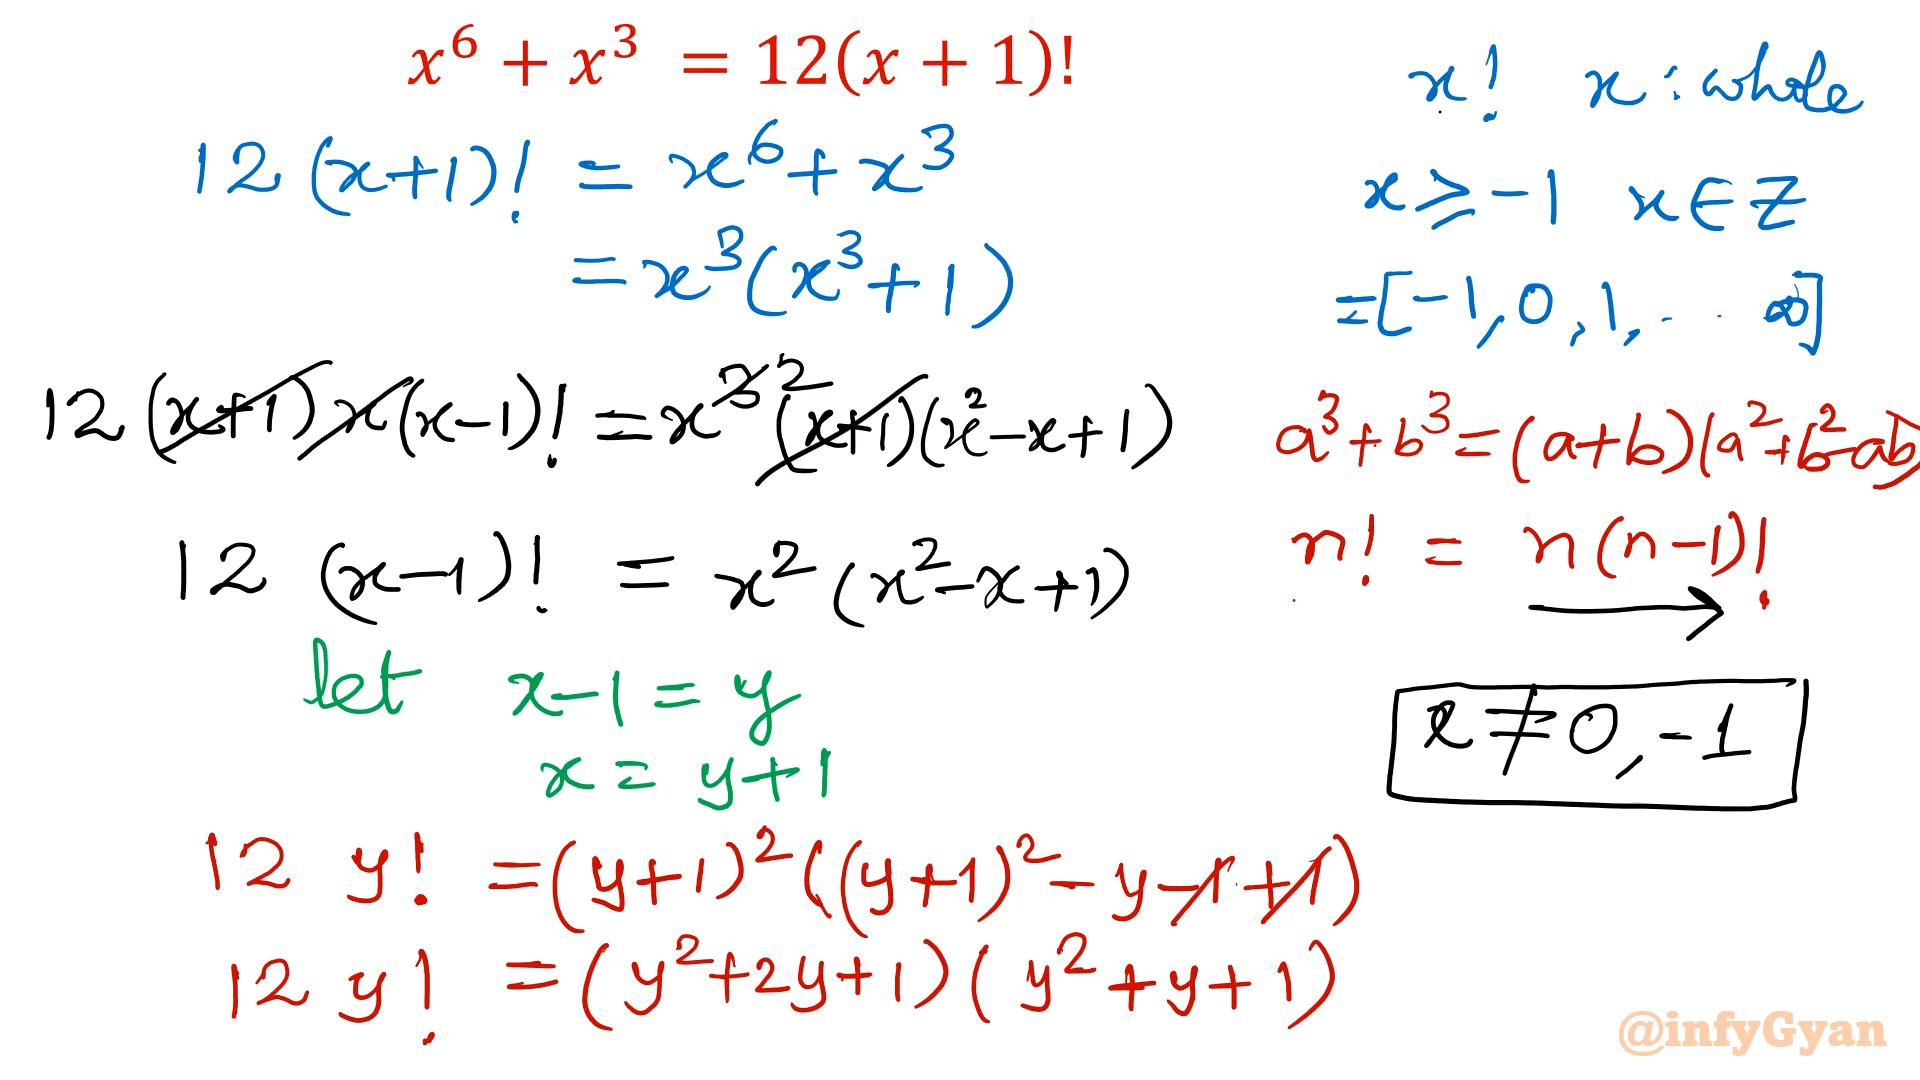 x⁶ + x³ = 12(x + 1)!
12 (x+1)! = x⁶+x³
= x³(x³+1)
12 (x+1) x (x-1)! = x³ ² (x+1)(x²-x+1)
12 (x-1)! = x² (x²-x+1)
let x-1 = y
x = y+1
12 y! = (y+1)² ((y+1)² - y-1+1)
12 y! = (y²+2y+1)(y²+y+1)
x! x : whole
x ≥ -1 x ∈ Z
= [-1, 0, 1, .. ∞]
a³+b³ = (a+b)(a²+b²-ab)
n! = n(n-1)!
x ≠ 0, -1
@infyGyan